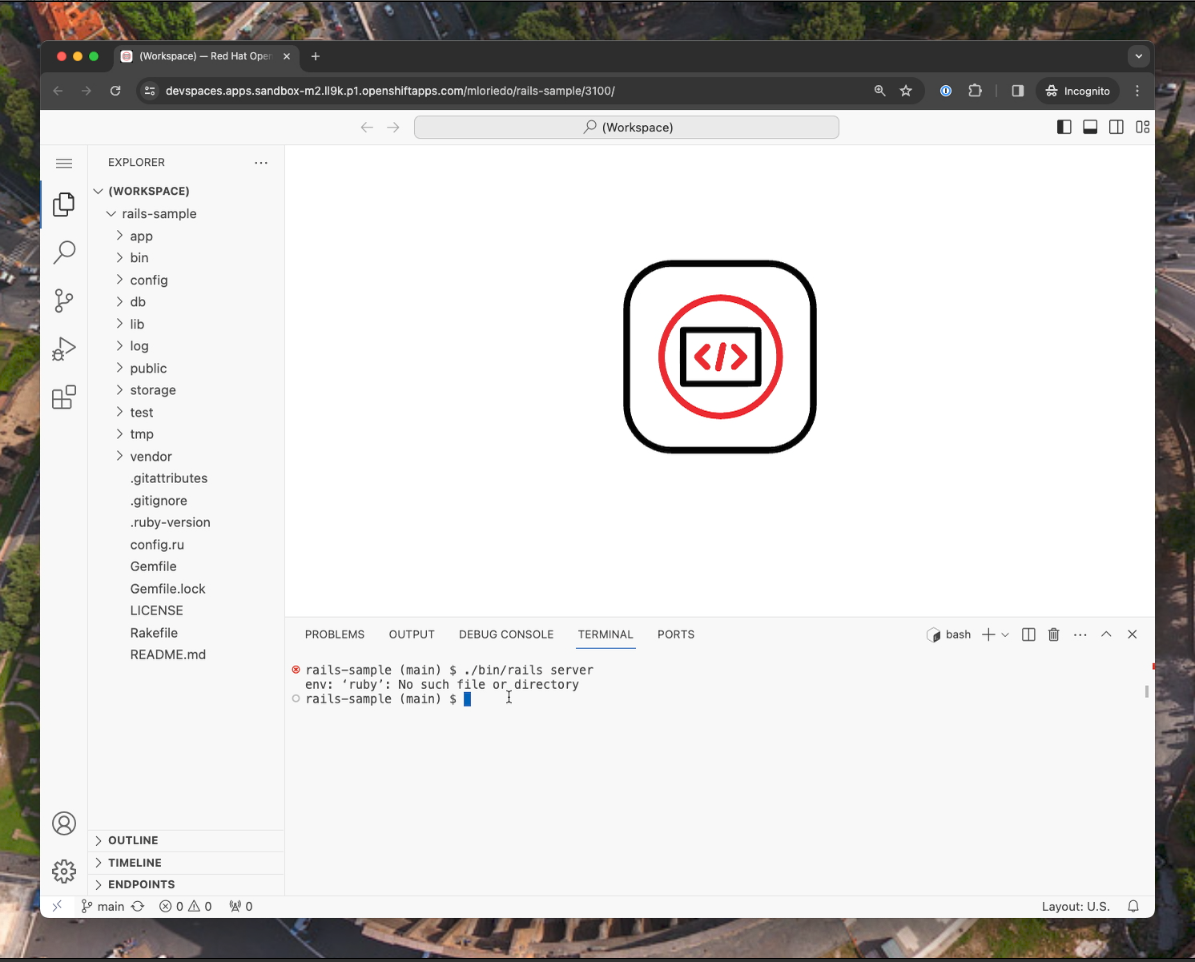 (Workspace) — Red Hat Open
devspaces.apps.sandbox-m2.ll9k.p1.openshiftapps.com/mloriedo/rails-sample/3100/
Incognito
(Workspace)
EXPLORER
(WORKSPACE)
rails-sample
app
bin
config
db
lib
log
public
storage
test
tmp
vendor
.gitattributes
.gitignore
.ruby-version
config.ru
Gemfile
Gemfile.lock
LICENSE
Rakefile
README.md
OUTLINE
TIMELINE
ENDPOINTS
</>
PROBLEMS OUTPUT DEBUG CONSOLE TERMINAL PORTS
bash
rails-sample (main) $ ./bin/rails server
env: ‘ruby’: No such file or directory
rails-sample (main) $
main 0 0 0
Layout: U.S.